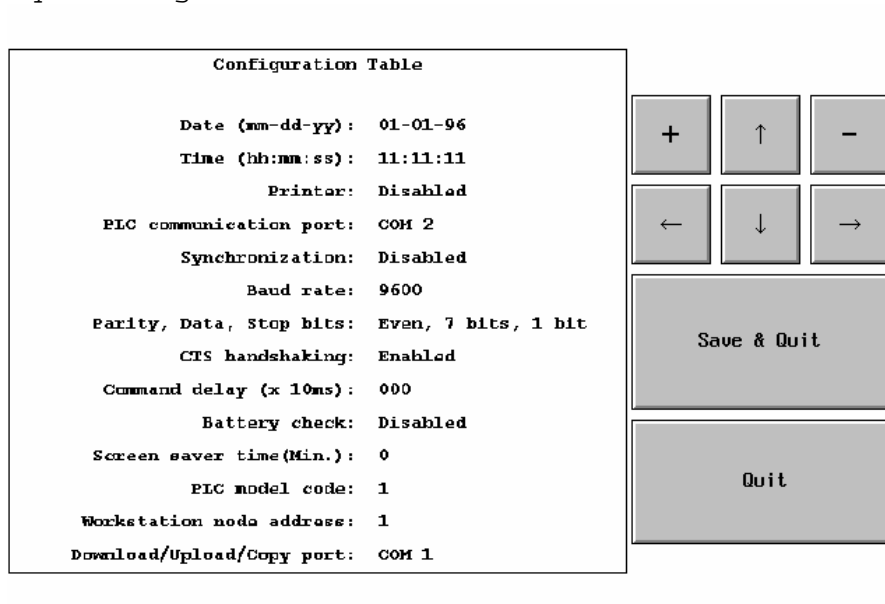 Configuration Table
Date (mm-dd-yy): 01-01-96
Time (hh:mm:ss): 11:11:11
Printer: Disabled
PLC communication port: COM 2
Synchronization: Disabled
Baud rate: 9600
Parity, Data, Stop bits: Even, 7 bits, 1 bit
CTS handshaking: Enabled
Command delay (x 10ms): 000
Battery check: Disabled
Screen saver time(Min.): 0
PLC model code: 1
Workstation node address: 1
Download/Upload/Copy port: COM 1
+ ↑ -
← ↓ →
Save & Quit
Quit